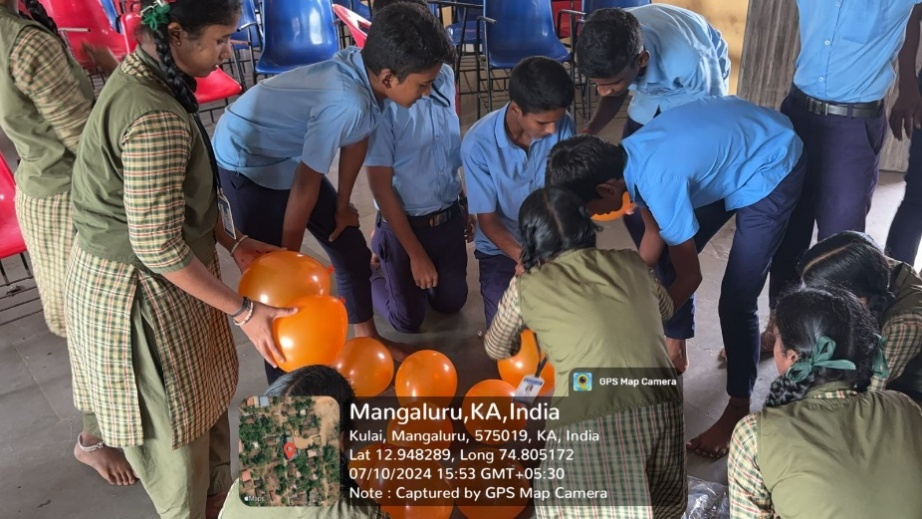 GPS Map Camera
Mangaluru,KA,India
Kulai, Mangaluru, 575019, KA, India
Lat 12.948289, Long 74.805172
07/10/2024 15:53 GMT+05:30
Note : Captured by GPS Map Camera
Maps